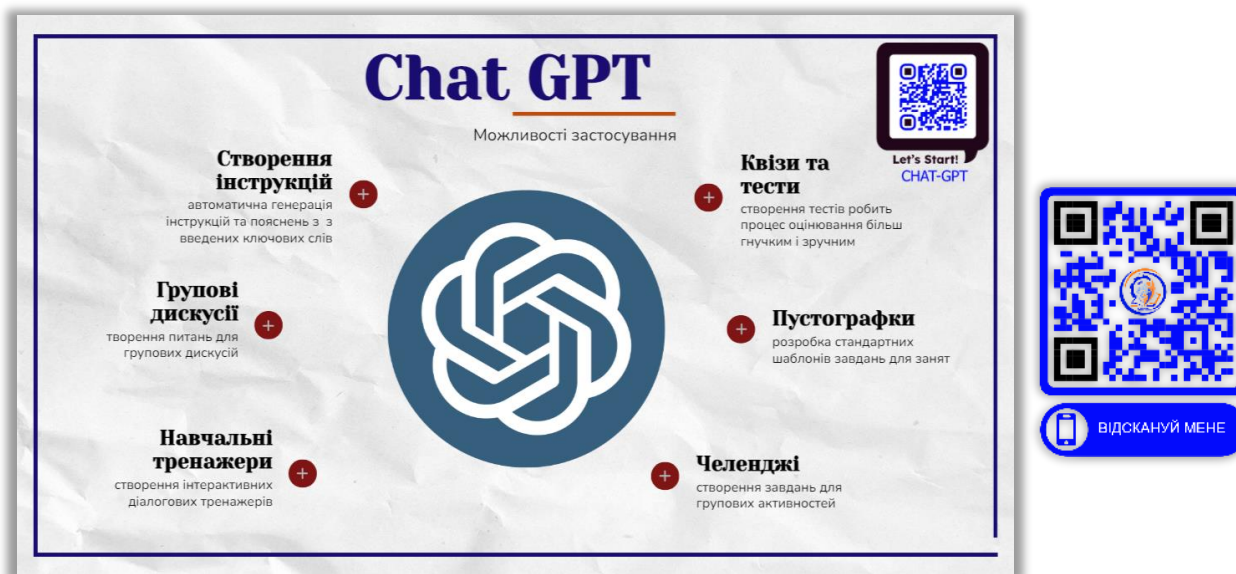 Chat GPT
Можливості застосування
Let's Start!
CHAT-GPT
Створення
інструкцій
автоматична генерація
інструкцій та пояснень з з
введених ключових слів
Групові
дискусії
творення питань для
групових дискусій
Навчальні
тренажери
створення інтерактивних
діалогових тренажерів
Квізи та
тести
створення тестів робить
процес оцінювання більш
гнучким і зручним
Пустографки
розробка стандартних
шаблонів завдань для занят
Челенджі
створення завдань для
групових активностей
ВІДСКАНУЙ МЕНЕ